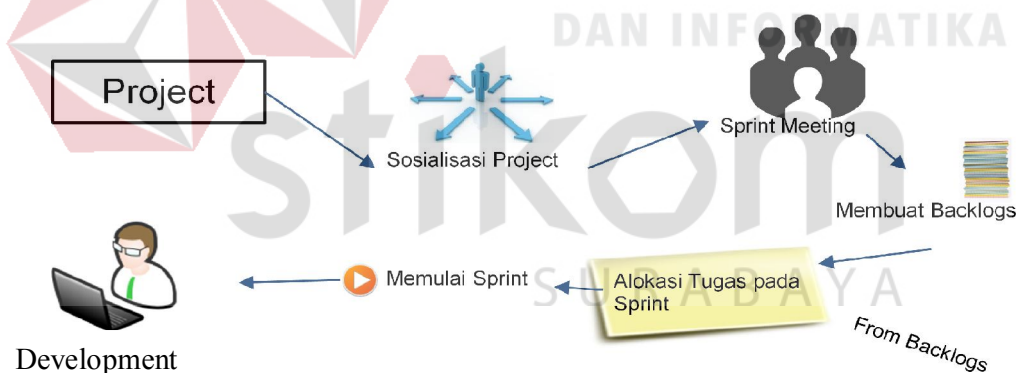 DAN INFORMATIKA
Project
Sosialisasi Project
Sprint Meeting
Membuat Backlogs
stikom
SURABAYA
Alokasi Tugas pada
Sprint
From Backlogs
Memulai Sprint
Development